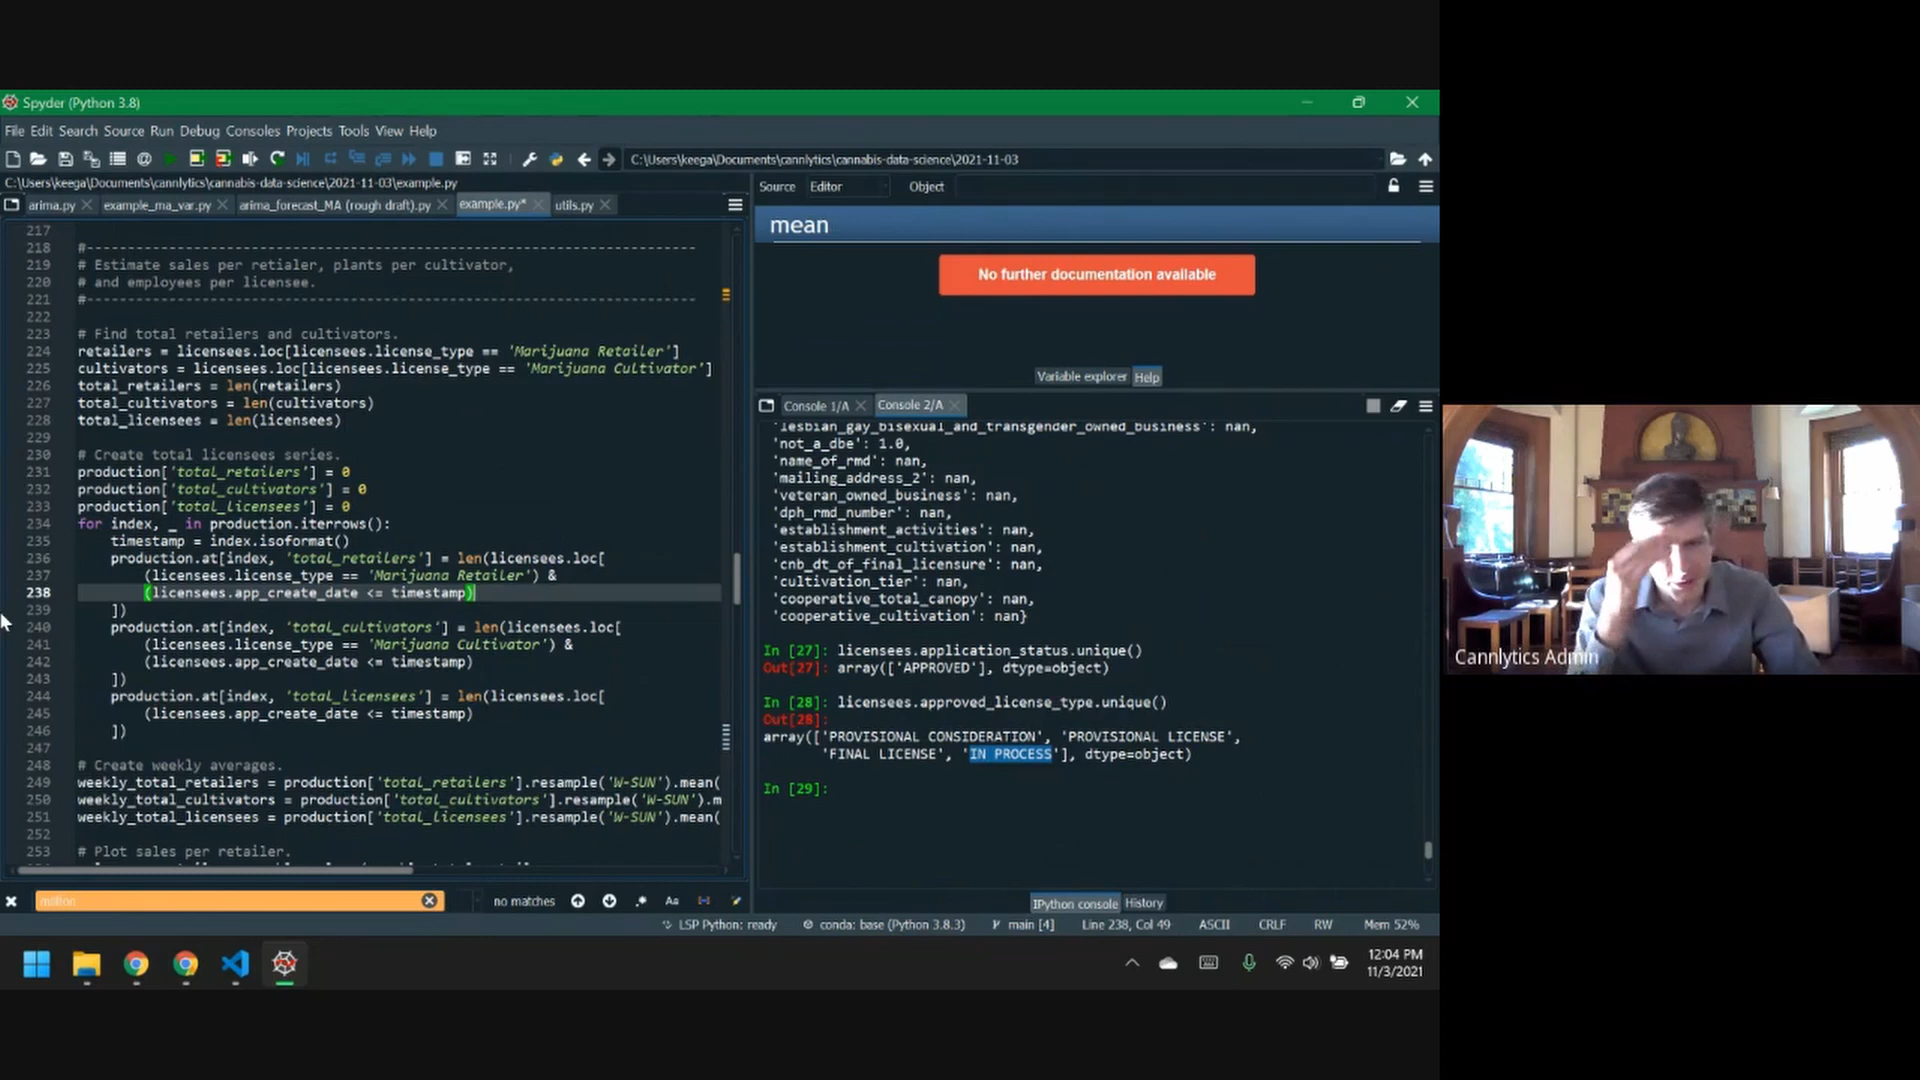 Spyder (Python 3.8)
File Edit Search Source Run Debug Consoles Projects Tools View Help
C:\Users\keega\Documents\cannlytics\cannabis-data-science\2021-11-03
C:\Users\keega\Documents\cannlytics\cannabis-data-science\2021-11-03\example.py
arima.py example_ma_var.py arima_forecast_MA (rough draft).py example.py* utils.py
217
218 #--------------------------------------------------------------------------
219 # Estimate sales per retialer, plants per cultivator,
220 # and employees per licensee.
221 #--------------------------------------------------------------------------
222
223 # Find total retailers and cultivators.
224 retailers = licensees.loc[licensees.license_type == 'Marijuana Retailer']
225 cultivators = licensees.loc[licensees.license_type == 'Marijuana Cultivator']
226 total_retailers = len(retailers)
227 total_cultivators = len(cultivators)
228 total_licensees = len(licensees)
229
230 # Create total licensees series.
231 production['total_retailers'] = 0
232 production['total_cultivators'] = 0
233 production['total_licensees'] = 0
234 for index, _ in production.iterrows():
235 timestamp = index.isoformat()
236 production.at[index, 'total_retailers'] = len(licensees.loc[
237 (licensees.license_type == 'Marijuana Retailer') &
238 (licensees.app_create_date <= timestamp)
239 ])
240 production.at[index, 'total_cultivators'] = len(licensees.loc[
241 (licensees.license_type == 'Marijuana Cultivator') &
242 (licensees.app_create_date <= timestamp)
243 ])
244 production.at[index, 'total_licensees'] = len(licensees.loc[
245 (licensees.app_create_date <= timestamp)
246 ])
247
248 # Create weekly averages.
249 weekly_total_retailers = production['total_retailers'].resample('W-SUN').mean(
250 weekly_total_cultivators = production['total_cultivators'].resample('W-SUN').m
251 weekly_total_licensees = production['total_licensees'].resample('W-SUN').mean(
252
253 # Plot sales per retailer.
million no matches Aa
Source Editor Object
mean
No further documentation available
Variable explorer Help
Console 1/A Console 2/A
'lesbian_gay_bisexual_and_transgender_owned_business': nan,
'not_a_dbe': 1.0,
'name_of_rmd': nan,
'mailing_address_2': nan,
'veteran_owned_business': nan,
'dph_rmd_number': nan,
'establishment_activities': nan,
'establishment_cultivation': nan,
'cnb_dt_of_final_licensure': nan,
'cultivation_tier': nan,
'cooperative_total_canopy': nan,
'cooperative_cultivation': nan}
In [27]: licensees.application_status.unique()
Out[27]: array(['APPROVED'], dtype=object)
In [28]: licensees.approved_license_type.unique()
Out[28]:
array(['PROVISIONAL CONSIDERATION', 'PROVISIONAL LICENSE',
'FINAL LICENSE', 'IN PROCESS'], dtype=object)
In [29]:
IPython console History
LSP Python: ready conda: base (Python 3.8.3) main [4] Line 238, Col 49 ASCII CRLF RW Mem 52%
12:04 PM
11/3/2021
Cannlytics Admin